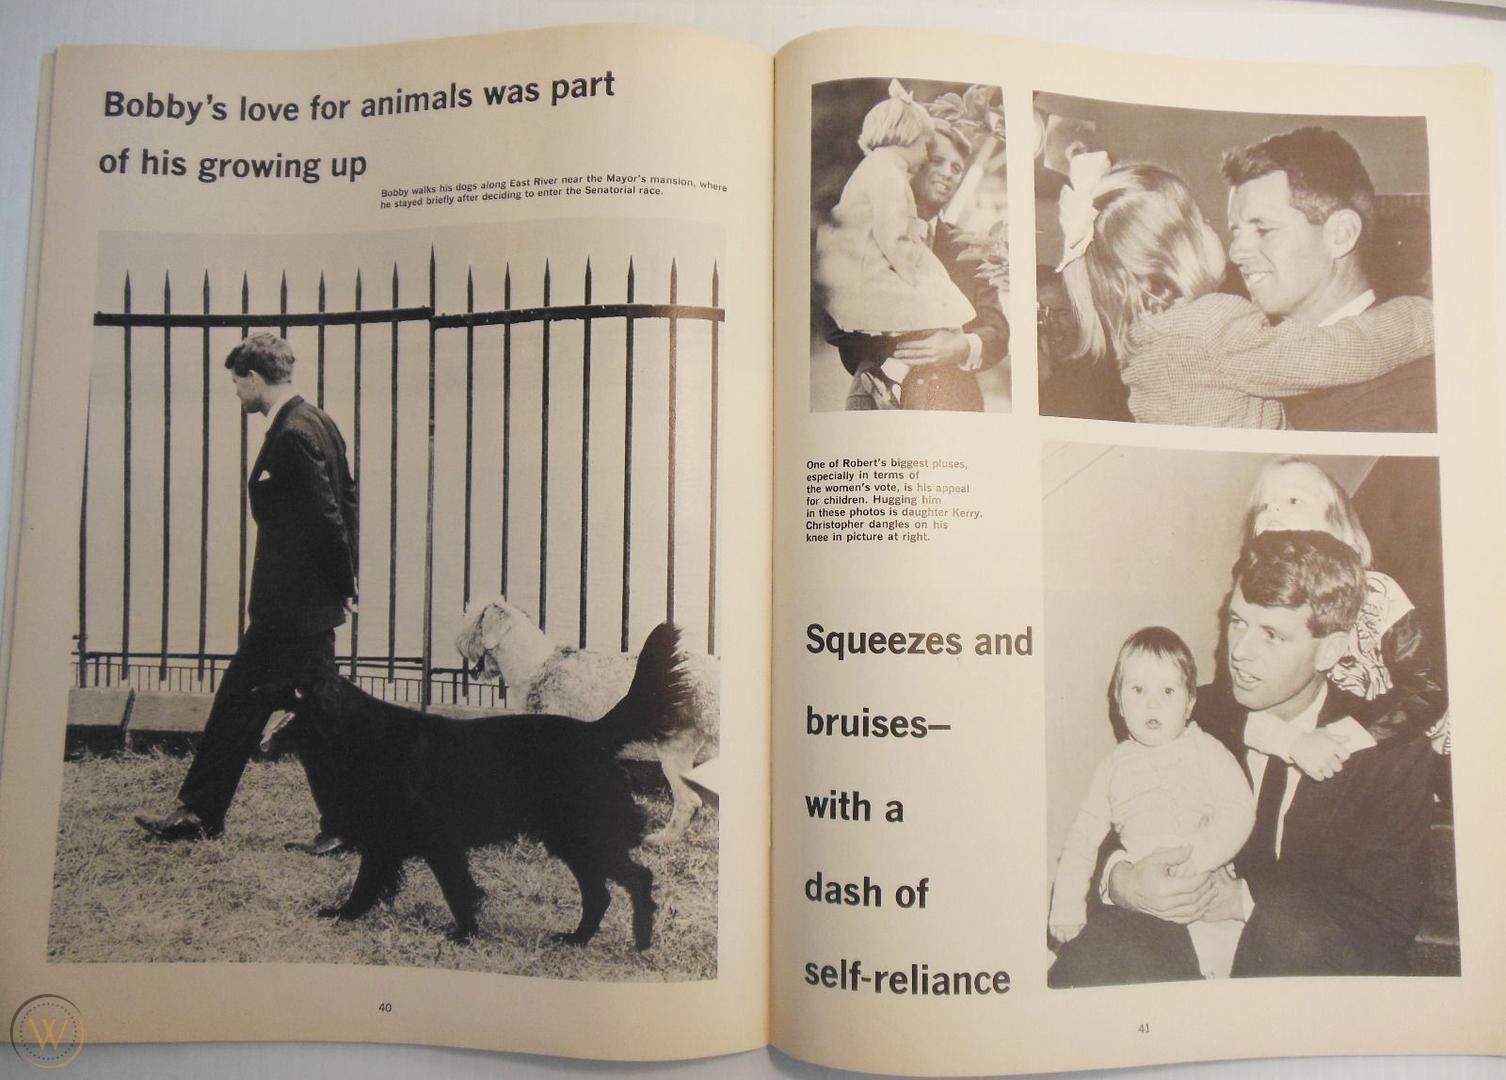 Bobby's love for animals was part
of his growing up
Bobby walks his dogs along East River near the Mayor's mansion, where
he stayed briefly after deciding to enter the Senatorial race.
40
One of Robert's biggest pluses,
especially in terms of
the women's vote, is his appeal
for children. Hugging him
in these photos is daughter Kerry.
Christopher dangles on his
knee in picture at right.
Squeezes and
bruises—
with a
dash of
self-reliance
41
W